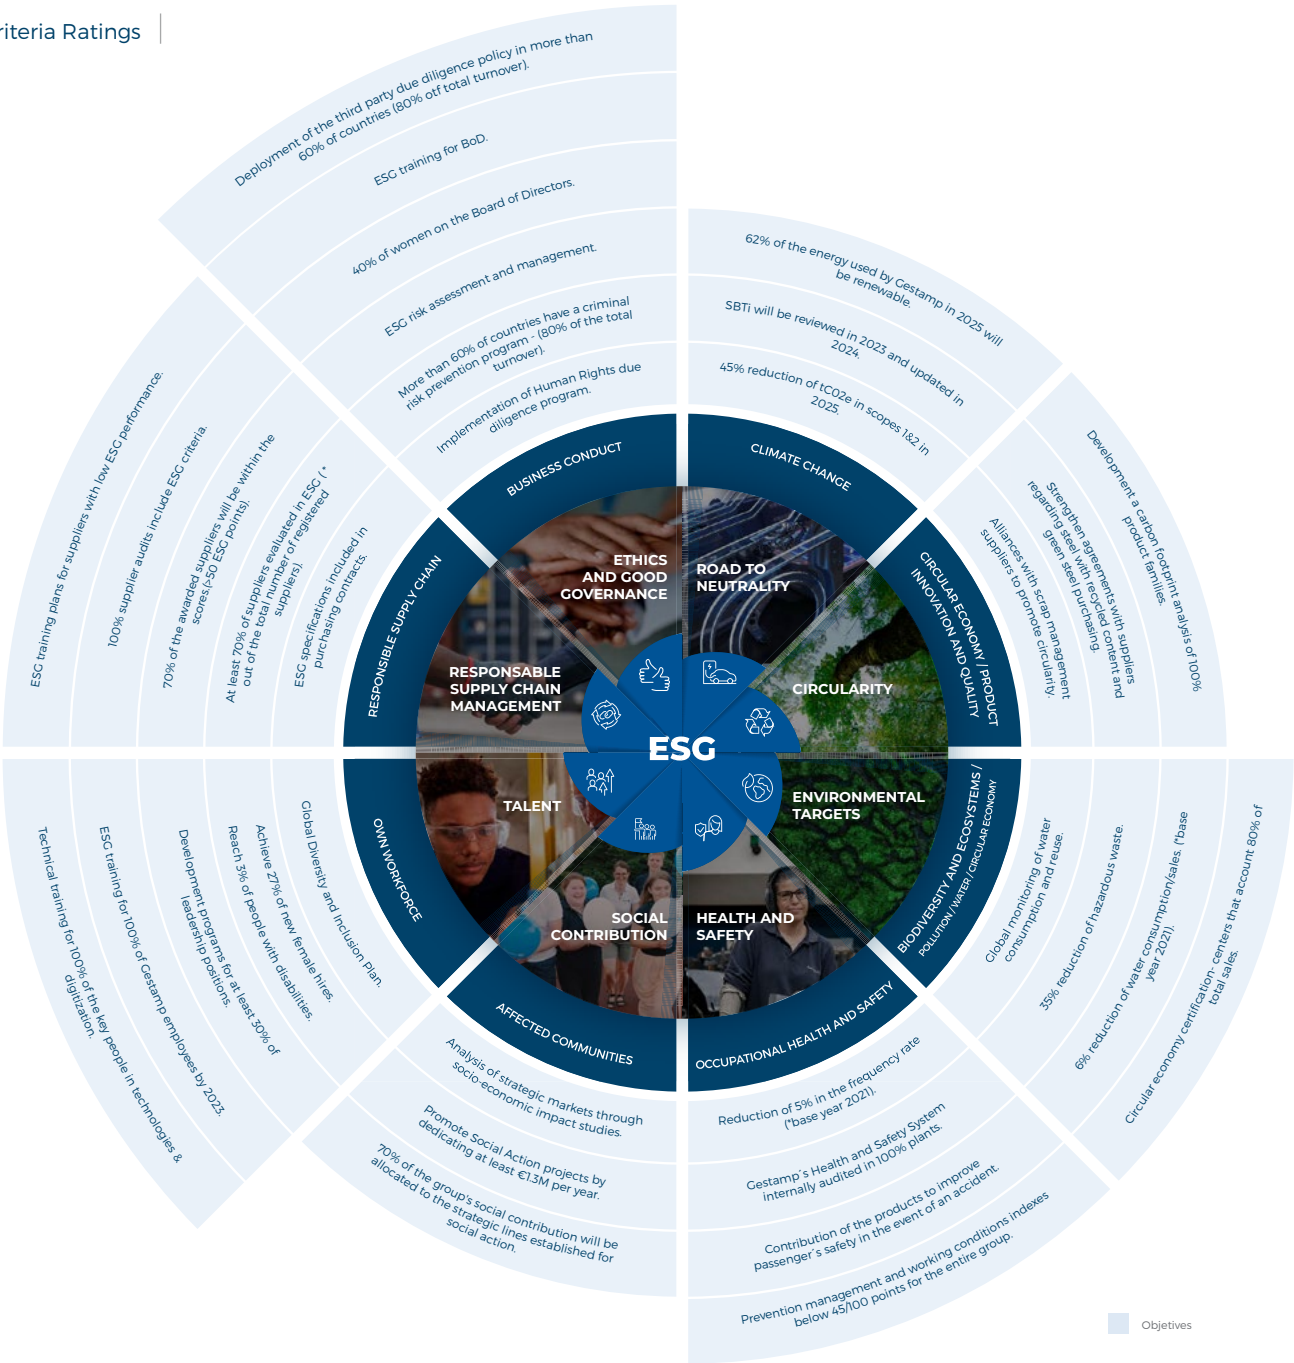 riteria Ratings
Deployment of the third party due diligence policy in more than
60% of countries (80% otf total turnover).
ESG training for BoD.
40% of women on the Board of Directors.
ESG risk assessment and management.
More than 60% of countries have a criminal
risk prevention program - (80% of the total
turnover).
Implementation of Human Rights due
diligence program.
BUSINESS CONDUCT
ETHICS
AND GOOD
GOVERNANCE
62% of the energy used by Gestamp in 2025 will
be renewable.
SBTi will be reviewed in 2023 and updated in
2024.
45% reduction of tC02e in scopes 1&2 in
2025.
CLIMATE CHANGE
ROAD TO
NEUTRALITY
Development a carbon footprint analysis of 100%
product families.
Strengthen agreements with suppliers
regarding steel with recycled content and
green steel purchasing.
Alliances with scrap management
suppliers to promote circularity.
CIRCULAR ECONOMY / PRODUCT
INNOVATION AND QUALITY
CIRCULARITY
ESG training plans for suppliers with low ESG performance.
100% supplier audits include ESG criteria.
70% of the awarded suppliers will be within the
scores.(>50 ESG points).
At least 70% of suppliers evaluated in ESG (*
out of the total number of registered
suppliers).
ESG specifications included in
purchasing contracts.
RESPONSIBLE SUPPLY CHAIN
RESPONSABLE
SUPPLY CHAIN
MANAGEMENT
ESG
TALENT
OWN WORKFORCE
Global Diversity and Inclusion Plan.
Achieve 27% of new female hires.
Reach 3% of people with disabilities.
Development programs for at least 30% of
leadership positions.
ESG training for 100% of Gestamp employees by 2023.
Technical training for 100% of the key people in technologies &
digitization.
ENVIRONMENTAL
TARGETS
BIODIVERSITY AND ECOSYSTEMS /
POLLUTION / WATER / CIRCULAR ECONOMY
Global monitoring of water
consumption and reuse.
35% reduction of hazardous waste.
6% reduction of water consumption/sales. (*base
year 2021).
Circular economy certification- centers that account 80% of
total sales.
SOCIAL
CONTRIBUTION
AFFECTED COMMUNITIES
Analysis of strategic markets through
socio-economic impact studies.
Promote Social Action projects by
dedicating at least €1.3M per year.
70% of the group's social contribution will be
allocated to the strategic lines established for
social action.
HEALTH AND
SAFETY
OCCUPATIONAL HEALTH AND SAFETY
Reduction of 5% in the frequency rate
(*base year 2021).
Gestamp´s Health and Safety System
internally audited in 100% plants.
Contribution of the products to improve
passenger´s safety in the event of an accident.
Prevention management and working conditions indexes
below 45/100 points for the entire group.
Objetives